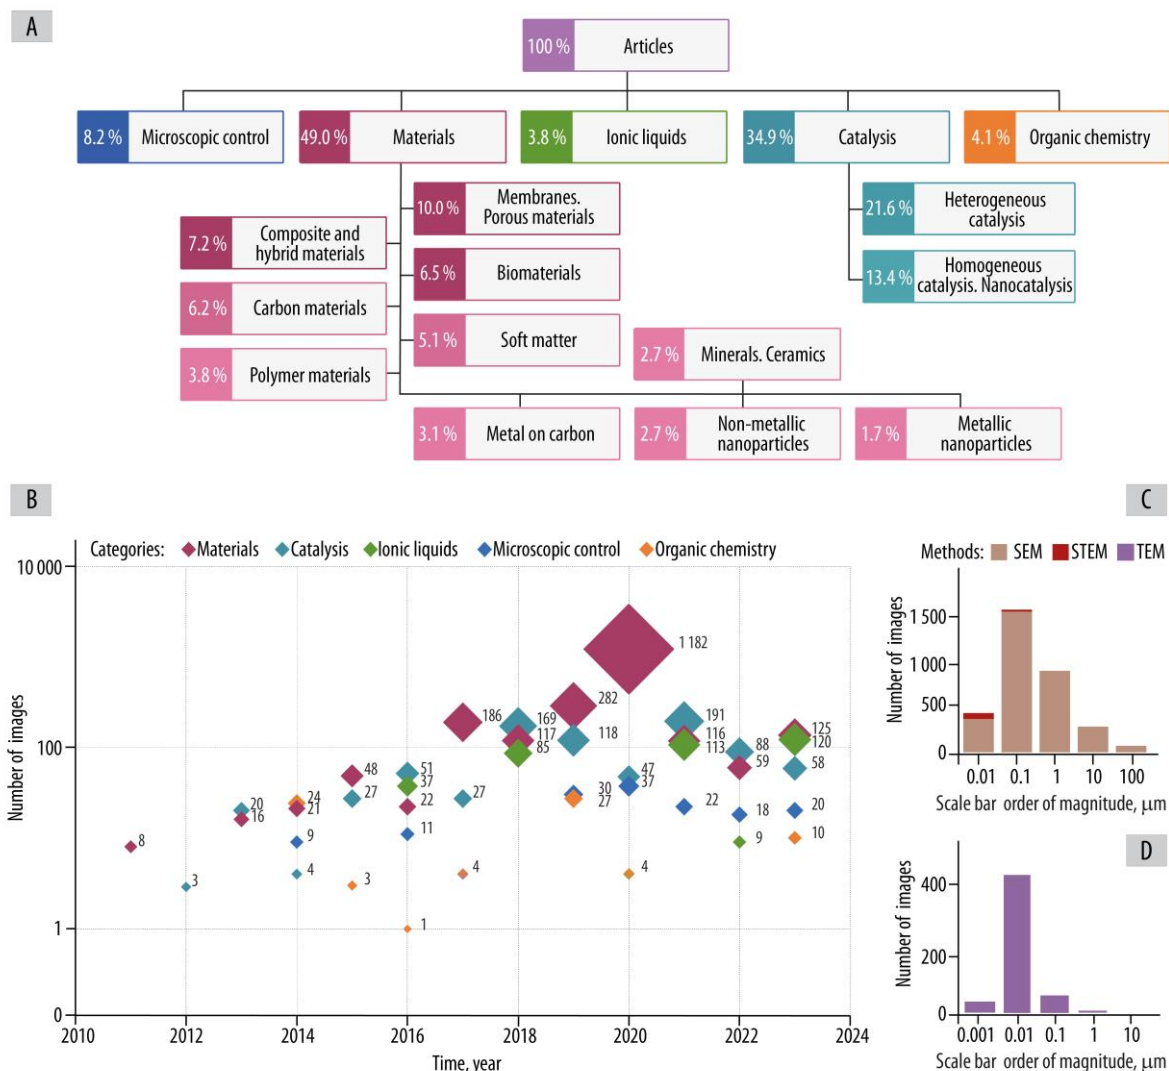 A
100 % Articles
8.2 % Microscopic control
49.0 % Materials
3.8 % Ionic liquids
34.9 % Catalysis
4.1 % Organic chemistry
10.0 % Membranes.
Porous materials
7.2 % Composite and
hybrid materials
6.5 % Biomaterials
6.2 % Carbon materials
5.1 % Soft matter
3.8 % Polymer materials
2.7 % Minerals. Ceramics
3.1 % Metal on carbon
2.7 % Non-metallic
nanoparticles
1.7 % Metallic
nanoparticles
21.6 % Heterogeneous
catalysis
13.4 % Homogeneous
catalysis. Nanocatalysis
B
Categories: Materials Catalysis Ionic liquids Microscopic control Organic chemistry
Number of images
10 000
100
1
0
8
3
20
16
24
21
9
4
48
27
3
51
37
22
11
1
186
27
4
169
117
85
282
118
30
27
1 182
47
37
4
191
116
113
22
88
59
18
9
125
120
58
20
10
2010 2012 2014 2016 2018 2020 2022 2024
Time, year
C
Methods: SEM STEM TEM
Number of images
1 500
1 000
500
0
0.01 0.1 1 10 100
Scale bar order of magnitude, μm
D
Number of images
400
200
0
0.001 0.01 0.1 1 10
Scale bar order of magnitude, μm